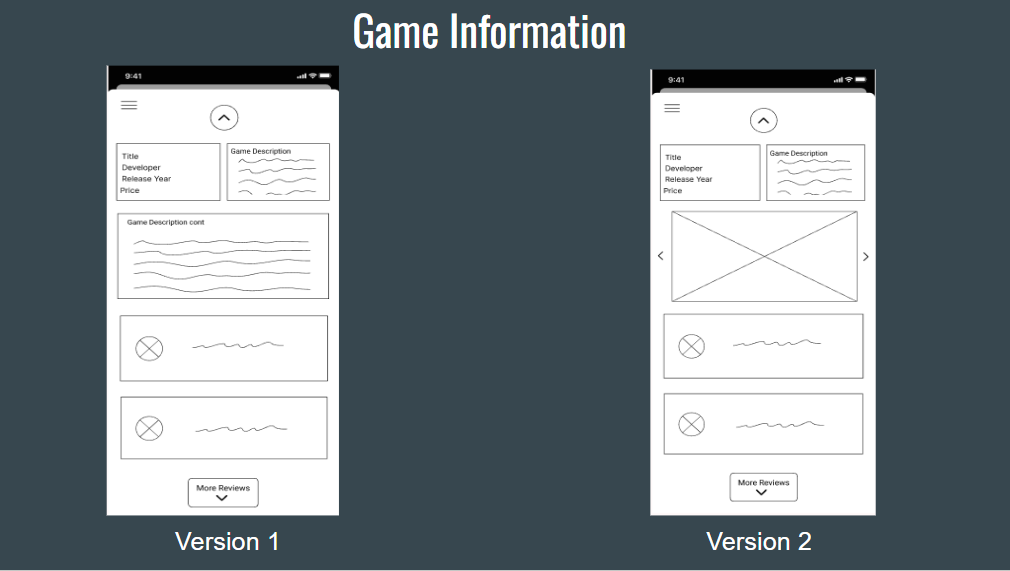 Game Information
9:41
Title
Developer
Release Year
Price
Game Description
Game Description cont
More Reviews
Version 1
9:41
Title
Developer
Release Year
Price
Game Description
More Reviews
Version 2